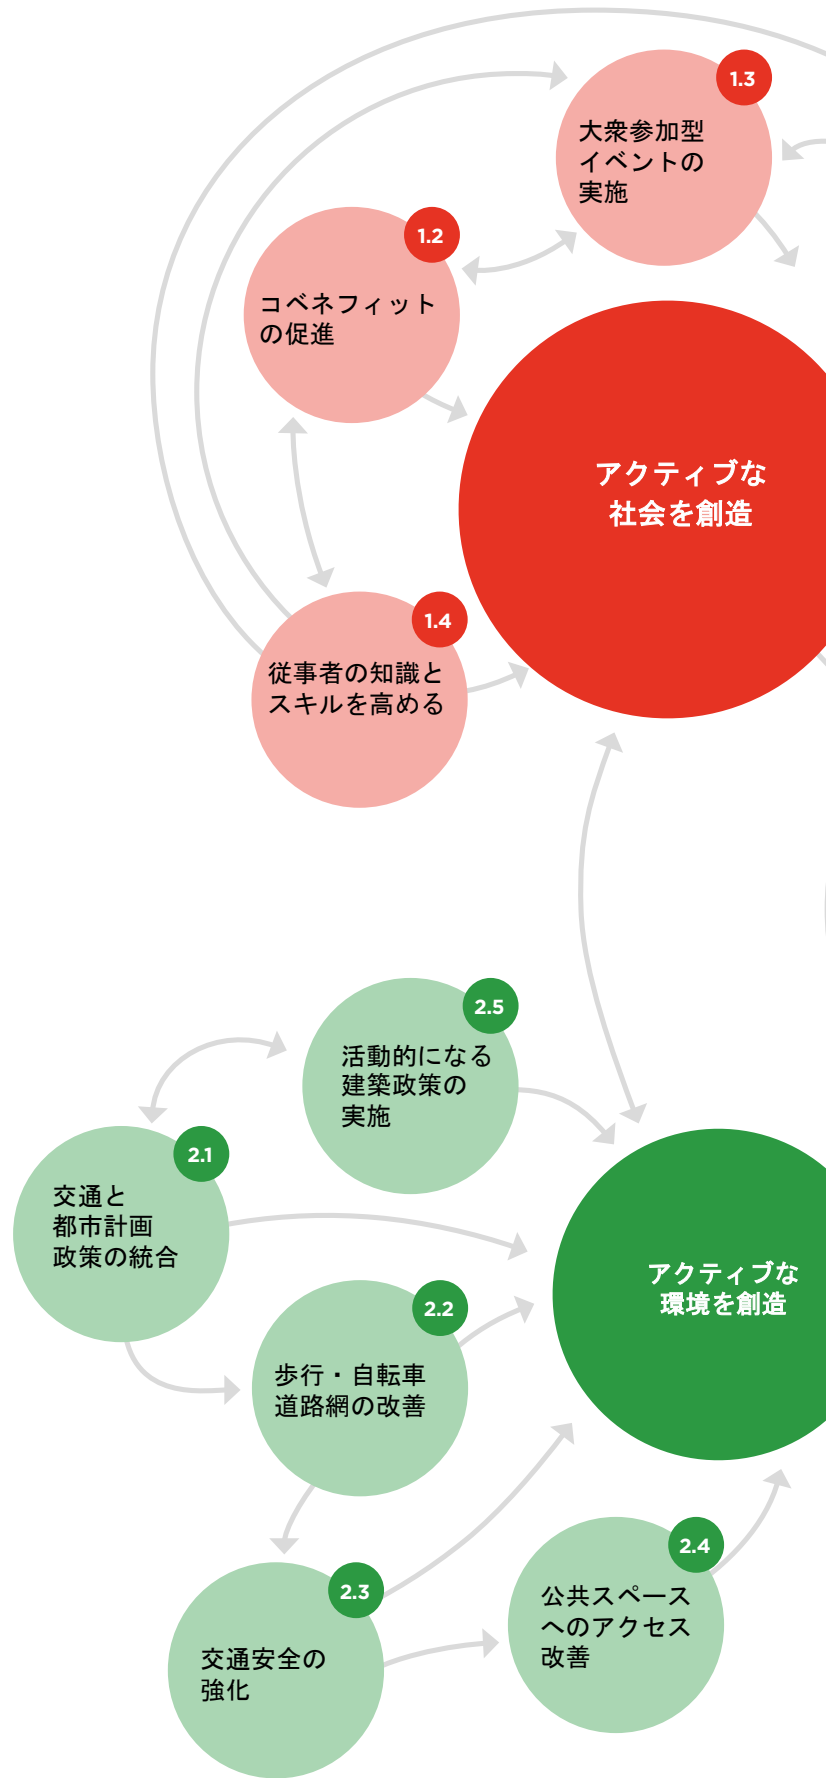 1.3
大衆参加型
イベントの
実施
1.2
コベネフィット
の促進
アクティブな
社会を創造
1.4
従事者の知識と
スキルを高める
2.5
活動的になる
建築政策の
実施
2.1
交通と
都市計画
政策の統合
アクティブな
環境を創造
2.2
歩行・自転車
道路網の改善
2.4
公共スペース
へのアクセス
改善
2.3
交通安全の
強化